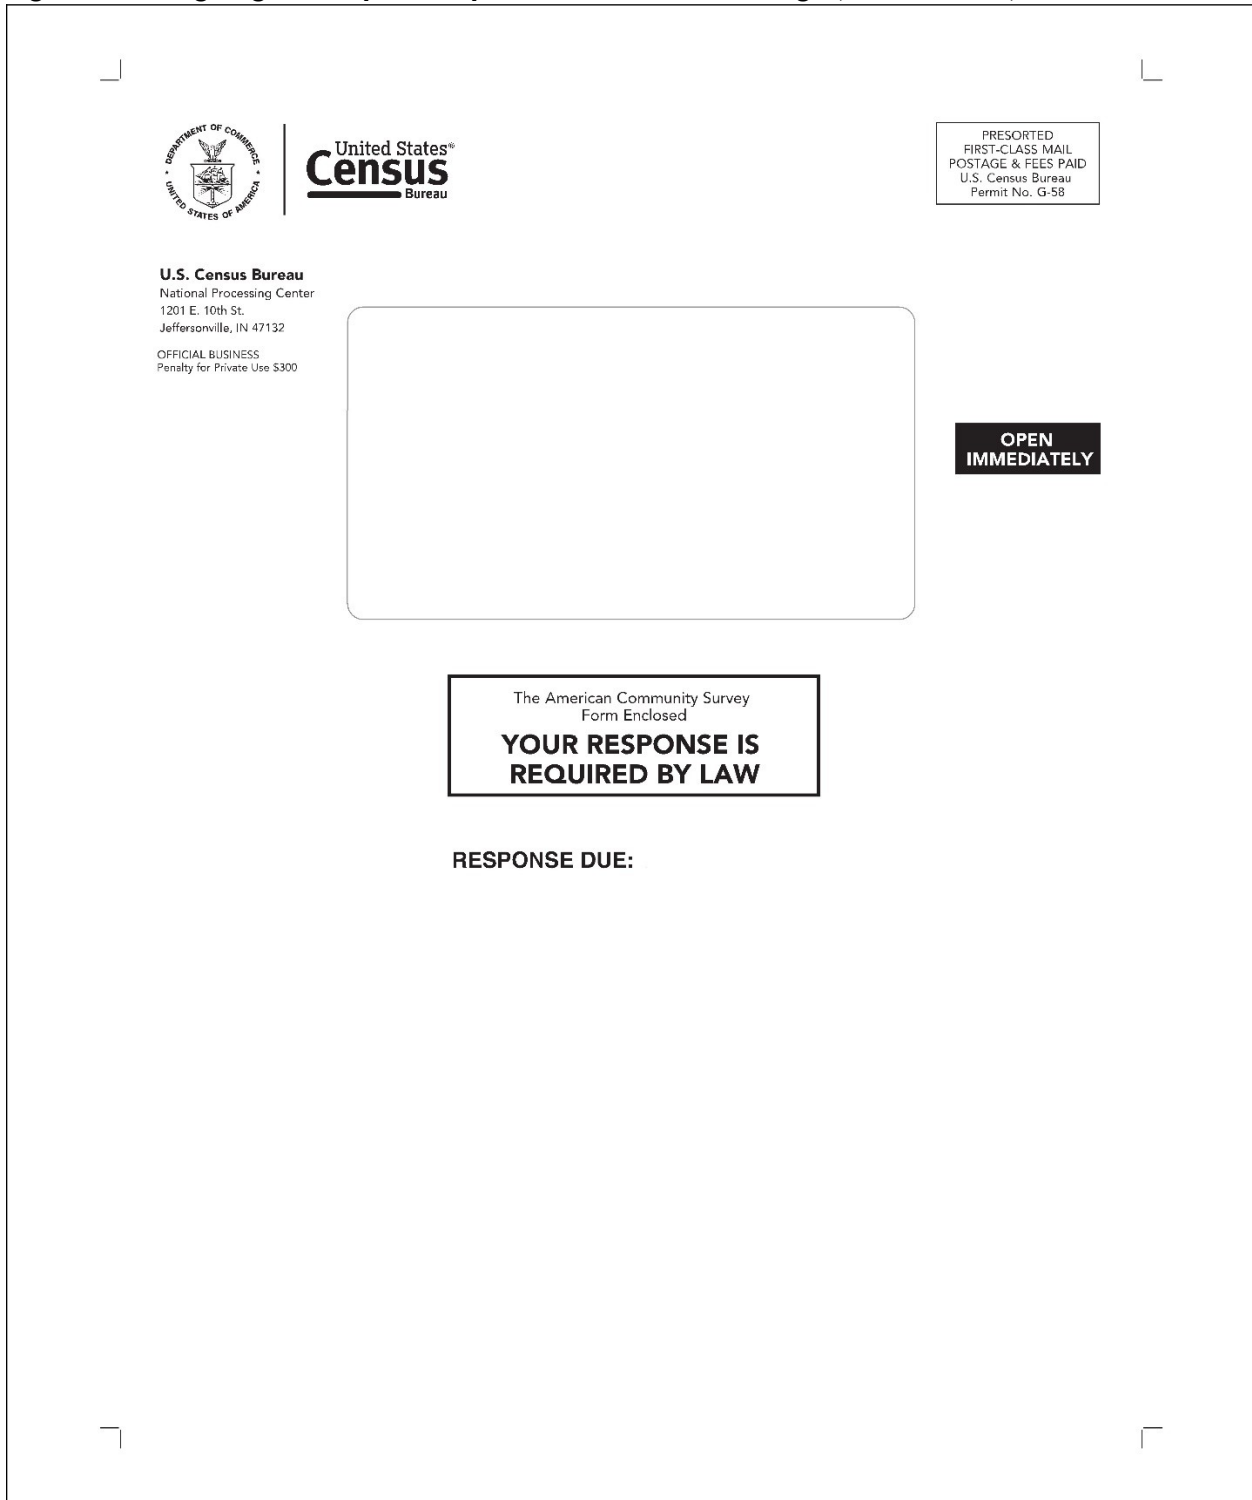 DEPARTMENT OF COMMERCE
UNITED STATES OF AMERICA
United States®
Census
Bureau
PRESORTED
FIRST-CLASS MAIL
POSTAGE & FEES PAID
U.S. Census Bureau
Permit No. G-58
U.S. Census Bureau
National Processing Center
1201 E. 10th St.
Jeffersonville, IN 47132
OFFICIAL BUSINESS
Penalty for Private Use $300
OPEN
IMMEDIATELY
The American Community Survey
Form Enclosed
YOUR RESPONSE IS
REQUIRED BY LAW
RESPONSE DUE: